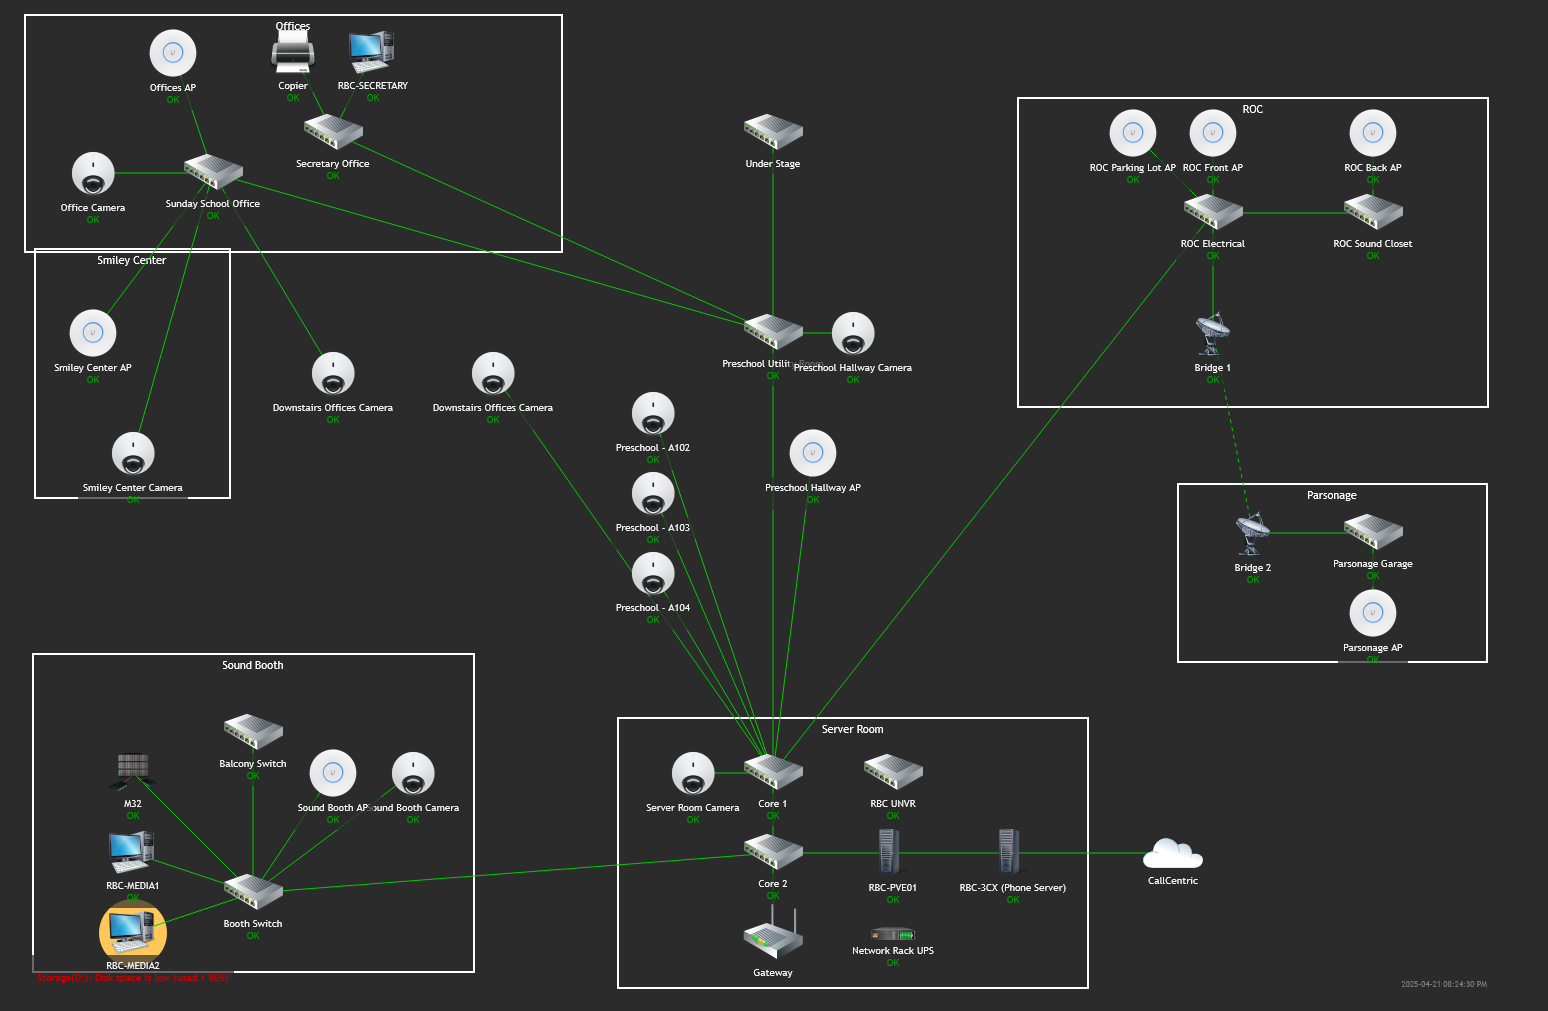 Offices
Offices AP
OK
Copier
OK
RBC-SECRETARY
OK
Secretary Office
OK
Office Camera
OK
Sunday School Office
OK
Smiley Center
Smiley Center AP
OK
Smiley Center Camera
OK
Downstairs Offices Camera
OK
Downstairs Offices Camera
OK
Under Stage
Preschool Utility Room
OK
Preschool Hallway Camera
OK
Preschool - A102
OK
Preschool - A103
OK
Preschool - A104
OK
Preschool Hallway AP
OK
ROC
ROC Parking Lot AP
OK
ROC Front AP
OK
ROC Back AP
OK
ROC Electrical
OK
ROC Sound Closet
OK
Bridge 1
OK
Parsonage
Bridge 2
OK
Parsonage Garage
OK
Parsonage AP
OK
Sound Booth
Balcony Switch
OK
M32
OK
Sound Booth AP
OK
Sound Booth Camera
OK
RBC-MEDIA1
OK
Booth Switch
OK
RBC-MEDIA2
Storage(D:): Disk space is low (used > 80%)
Server Room
Server Room Camera
OK
Core 1
OK
RBC UNVR
OK
Core 2
OK
RBC-PVE01
OK
RBC-3CX (Phone Server)
OK
CallCentric
Gateway
Network Rack UPS
OK
2025-04-21 08:24:30 PM